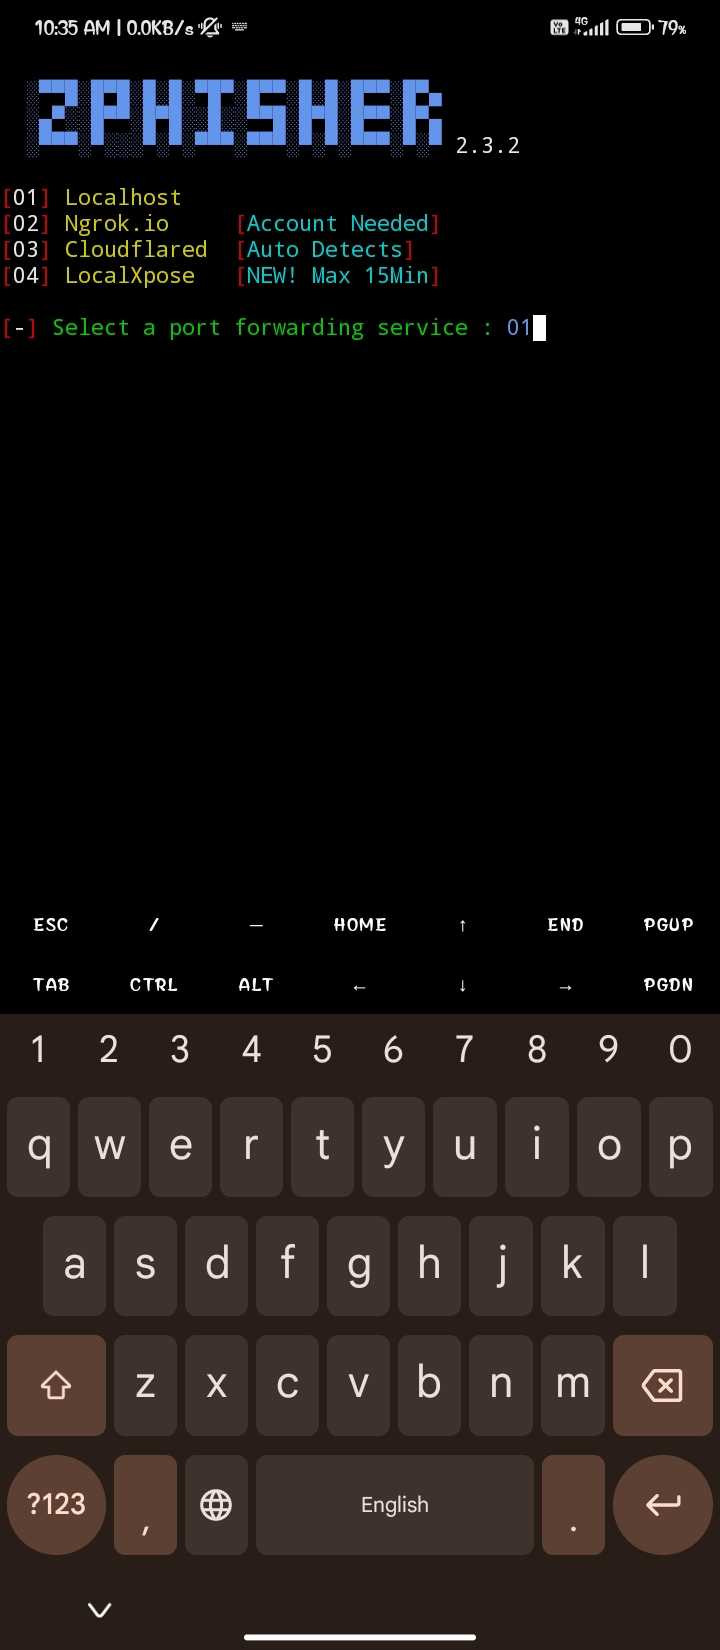 10:35 AM | 0.0KB/s Vo LTE 4G 79%
ZPHISHER 2.3.2
[01] Localhost
[02] Ngrok.io [Account Needed]
[03] Cloudflared [Auto Detects]
[04] LocalXpose [NEW! Max 15Min]
[-] Select a port forwarding service : 01
ESC / — HOME ↑ END PGUP
TAB CTRL ALT ← ↓ → PGDN
1 2 3 4 5 6 7 8 9 0
q w e r t y u i o p
a s d f g h j k l
z x c v b n m
?123 , English .